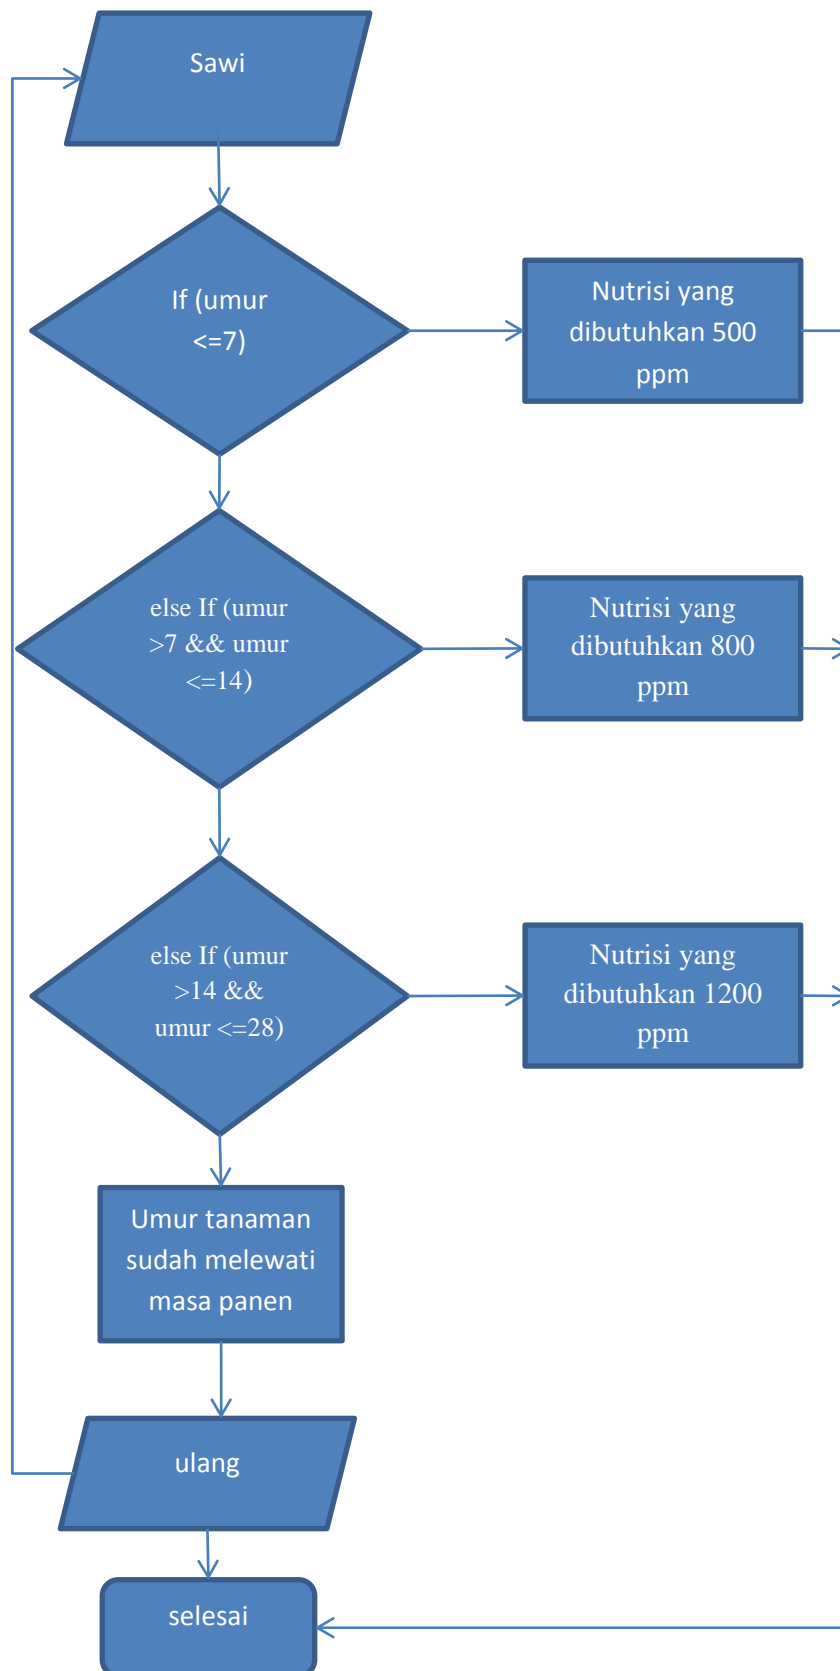 Sawi
If (umur
<=7)
Nutrisi yang
dibutuhkan 500
ppm
else If (umur
>7 && umur
<=14)
Nutrisi yang
dibutuhkan 800
ppm
else If (umur
>14 &&
umur <=28)
Nutrisi yang
dibutuhkan 1200
ppm
Umur tanaman
sudah melewati
masa panen
ulang
selesai